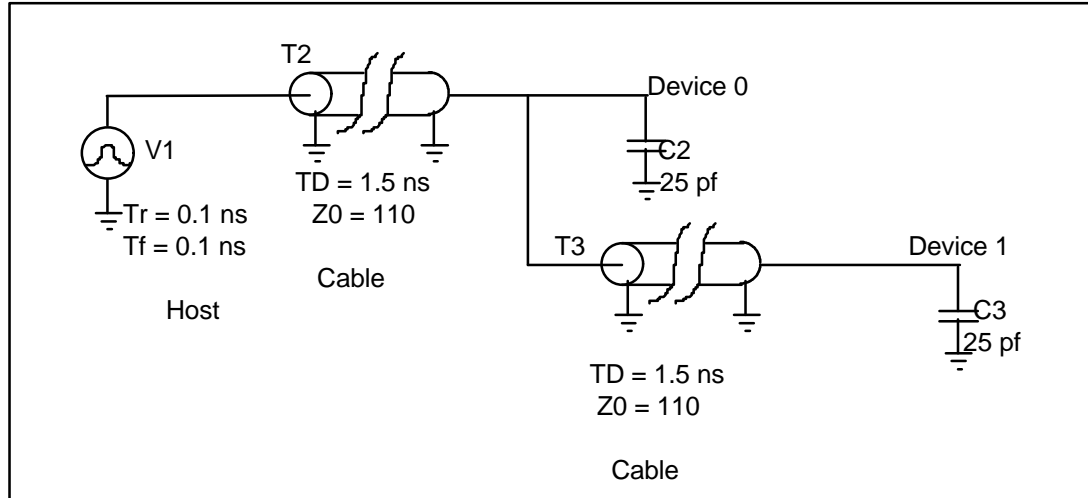 T2
Device 0
V1
C2
25 pf
TD = 1.5 ns
Z0 = 110
Tr = 0.1 ns
Tf = 0.1 ns
Cable
Host
T3
Device 1
C3
25 pf
TD = 1.5 ns
Z0 = 110
Cable